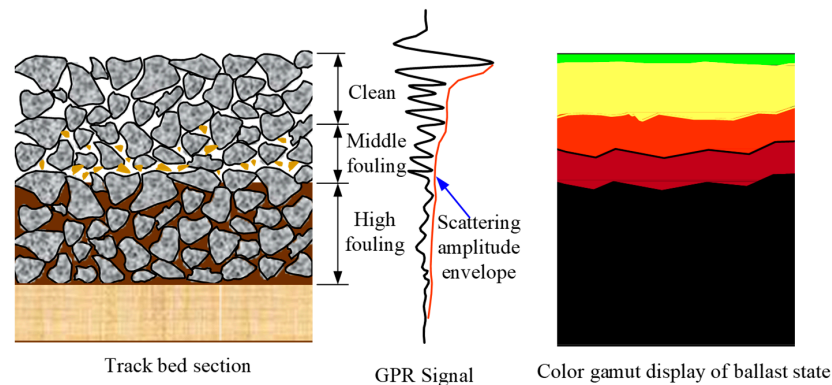 Clean
Middle
fouling
High
fouling
Scattering
amplitude
envelope
Track bed section
GPR Signal
Color gamut display of ballast state